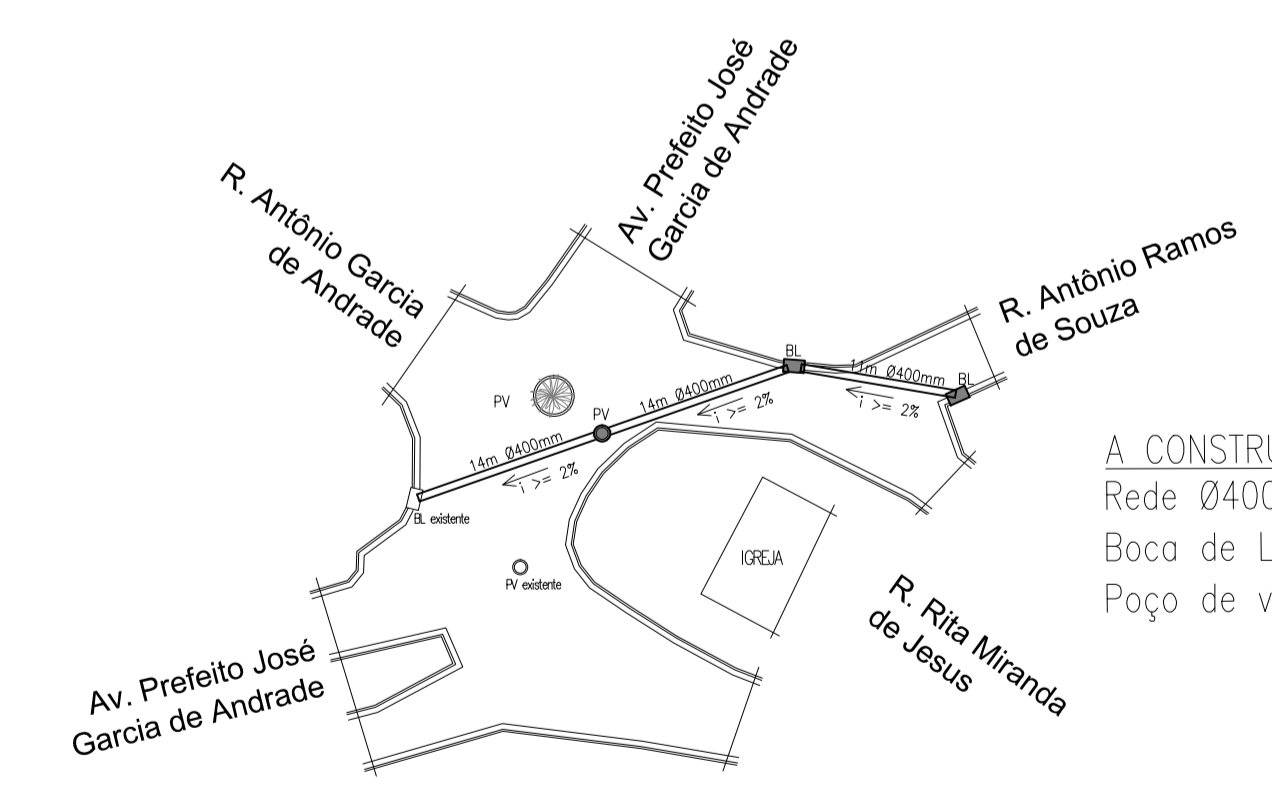 Av. Prefeito José
Garcia de Andrade
R. Antônio Garcia
de Andrade
R. Antônio Ramos
de Souza
BL
11m Ø400mm
BL
i >= 2%
14m Ø400mm
i >= 2%
PV
PV
14m Ø400mm
i >= 2%
BL existente
PV existente
IGREJA
A CONSTRU
Rede Ø400
Boca de L
Poço de v
R. Rita Miranda
de Jesus
Av. Prefeito José
Garcia de Andrade